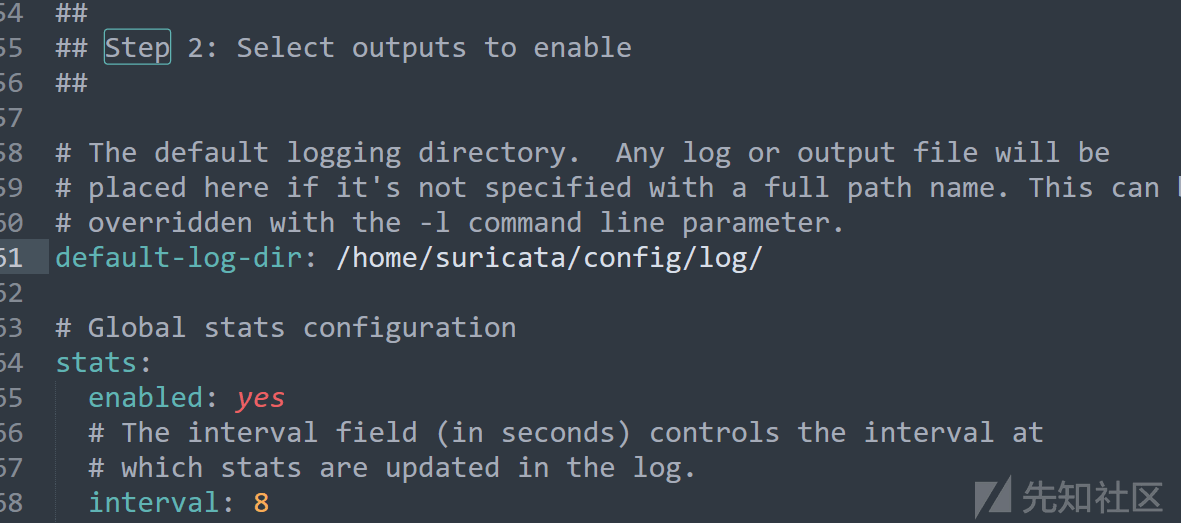 54 ##
55 ## Step 2: Select outputs to enable
56 ##
57
58 # The default logging directory.  Any log or output file will be
59 # placed here if it's not specified with a full path name. This can
60 # overridden with the -l command line parameter.
61 default-log-dir: /home/suricata/config/log/
62
63 # Global stats configuration
64 stats:
65   enabled: yes
66   # The interval field (in seconds) controls the interval at
67   # which stats are updated in the log.
68   interval: 8
先知社区